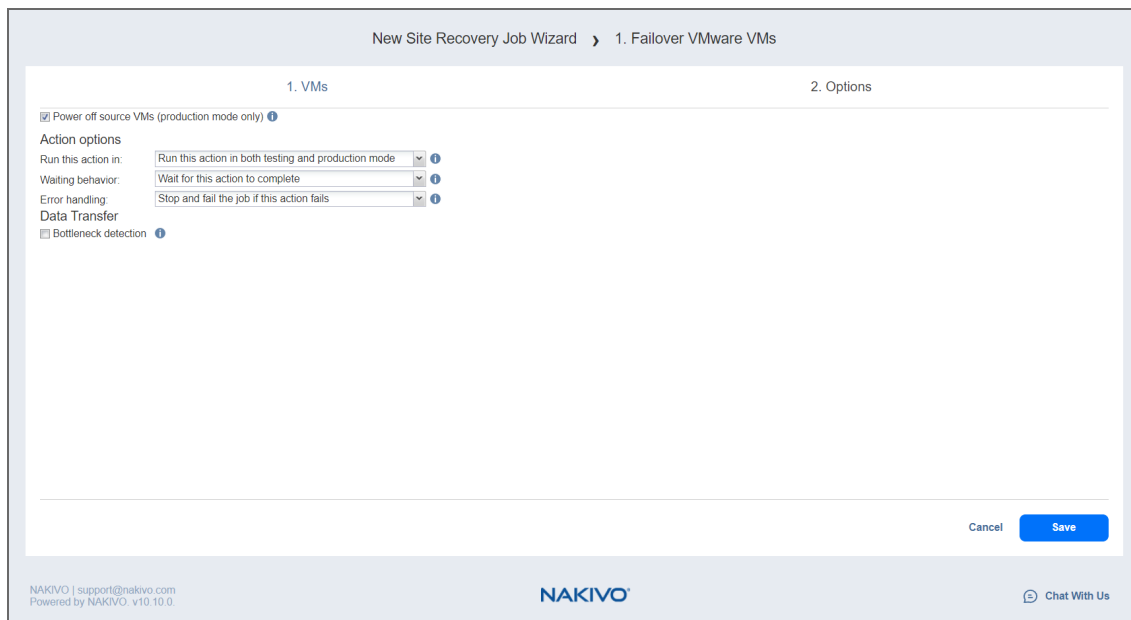 New Site Recovery Job Wizard › 1. Failover VMware VMs
1. VMs 2. Options
Power off source VMs (production mode only)
Action options
Run this action in: Run this action in both testing and production mode
Waiting behavior: Wait for this action to complete
Error handling: Stop and fail the job if this action fails
Data Transfer
Bottleneck detection
Cancel Save
NAKIVO | support@nakivo.com
Powered by NAKIVO. v10.10.0.
NAKIVO®
Chat With Us